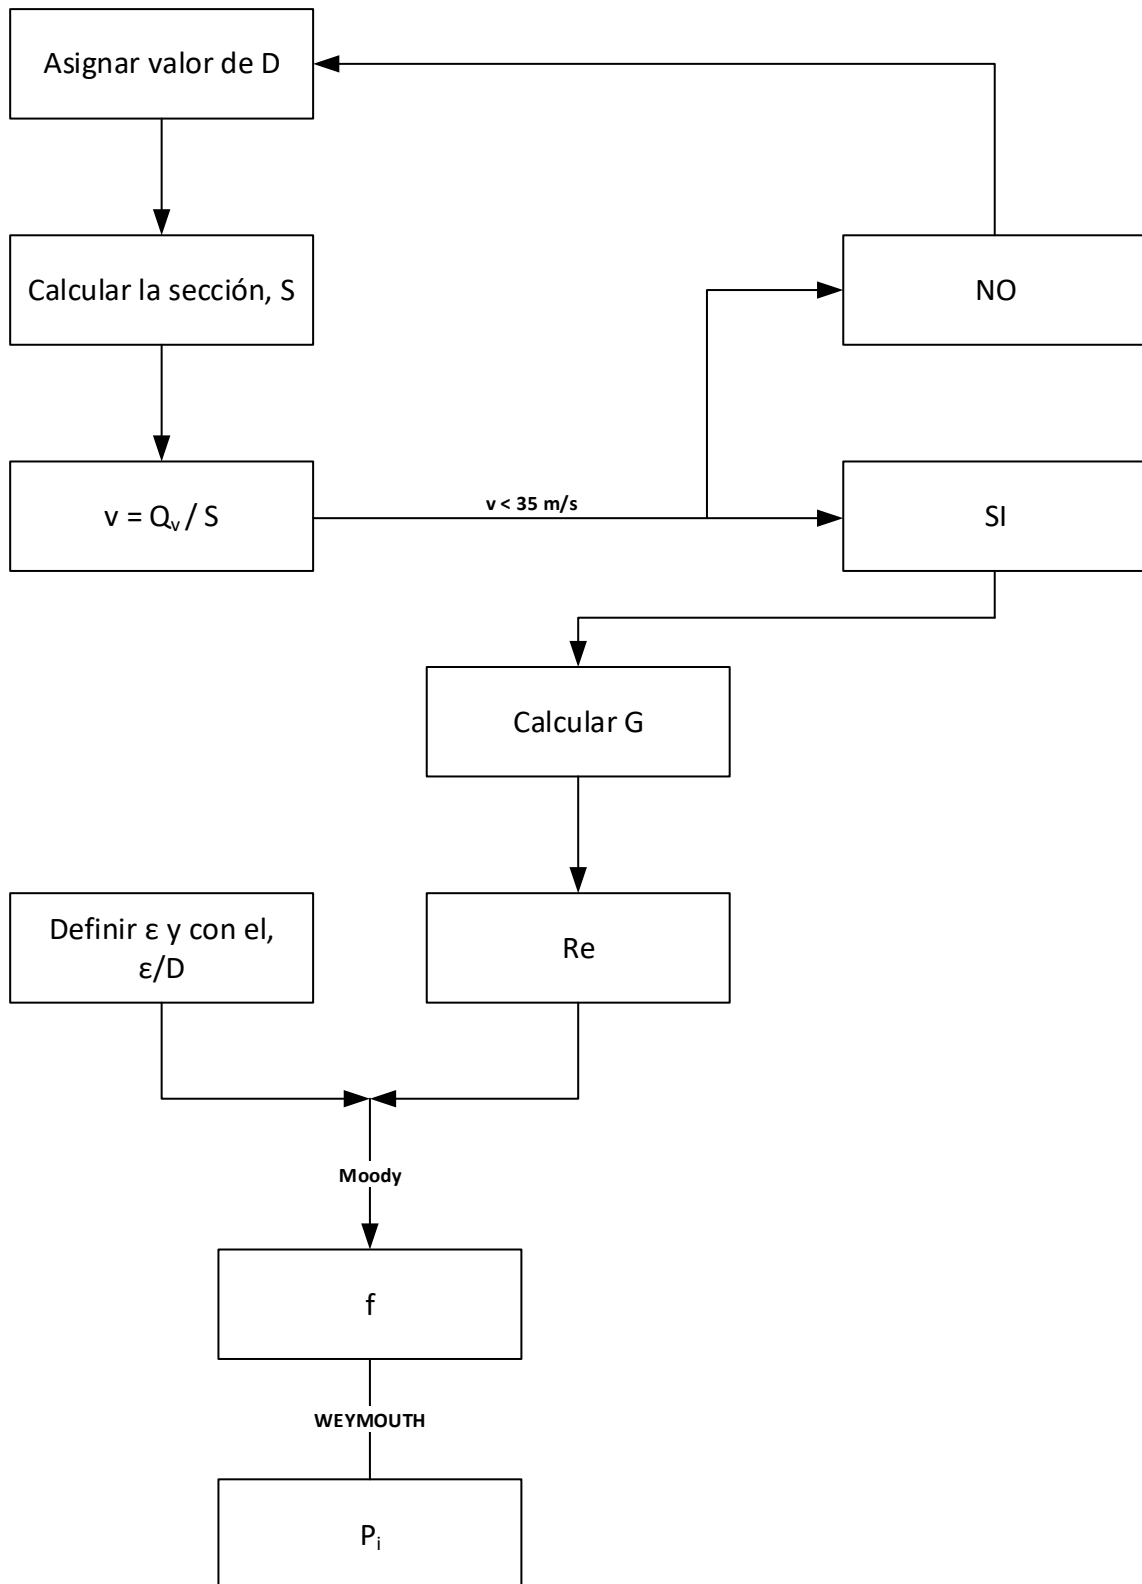 Asignar valor de D
Calcular la sección, S
NO
v = Qv / S
v < 35 m/s
SI
Calcular G
Definir ε y con el,
ε/D
Re
Moody
f
WEYMOUTH
Pi